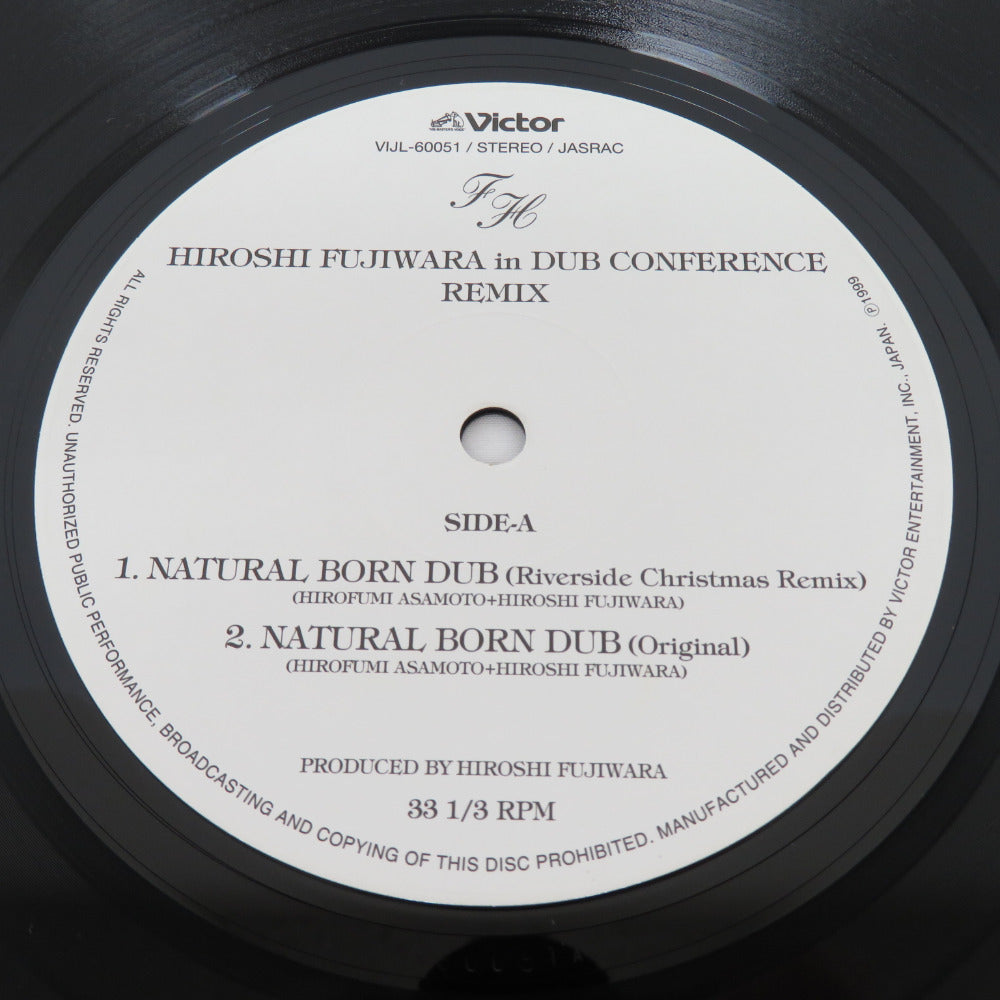 Victor
VIJL-60051 / STEREO / JASRAC
FH
HIROSHI FUJIWARA in DUB CONFERENCE
REMIX
SIDE-A
1. NATURAL BORN DUB (Riverside Christmas Remix)
(HIROFUMI ASAMOTO+HIROSHI FUJIWARA)
2. NATURAL BORN DUB (Original)
(HIROFUMI ASAMOTO+HIROSHI FUJIWARA)
PRODUCED BY HIROSHI FUJIWARA
33 1/3 RPM
ALL RIGHTS RESERVED. UNAUTHORIZED PUBLIC PERFORMANCE, BROADCASTING AND COPYING OF THIS DISC PROHIBITED. MANUFACTURED AND DISTRIBUTED BY VICTOR ENTERTAINMENT, INC., JAPAN. ℗1999